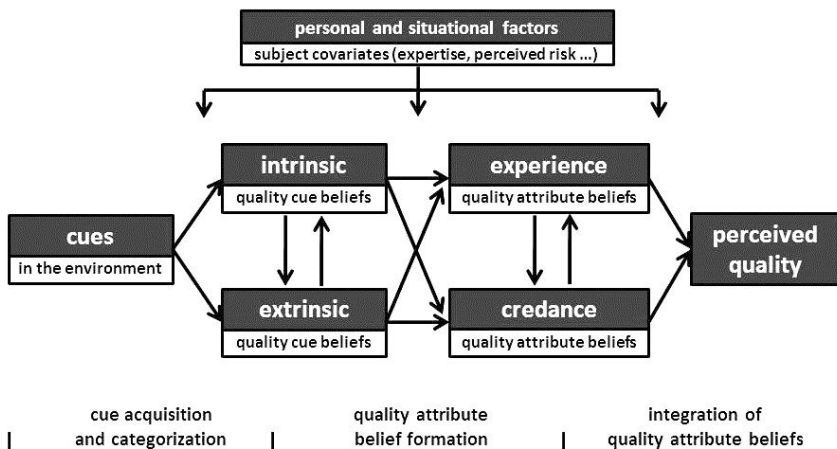 personal and situational factors
subject covariates (expertise, perceived risk ...)
intrinsic
quality cue beliefs
experience
quality attribute beliefs
cues
in the environment
perceived
quality
extrinsic
quality cue beliefs
credance
quality attribute beliefs
cue acquisition
and categorization
quality attribute
belief formation
integration of
quality attribute beliefs